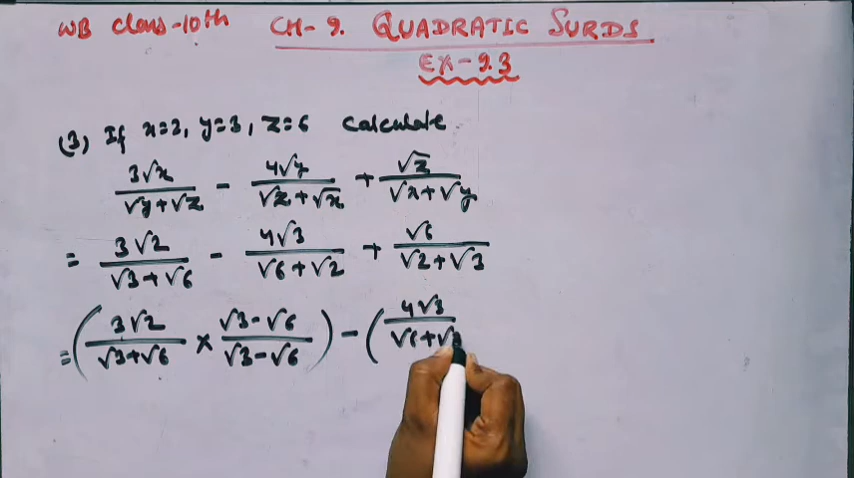 WB class-10th CH-9. QUADRATIC SURDS
EX-9.3
(3) If x=2, y=3, z=6 calculate
3√x/(√y+√z) - 4√y/(√z+√x) + √z/(√x+√y)
= 3√2/(√3+√6) - 4√3/(√6+√2) + √6/(√2+√3)
= (3√2/(√3+√6) × (√3-√6)/(√3-√6)) - (4√3/(√6+√